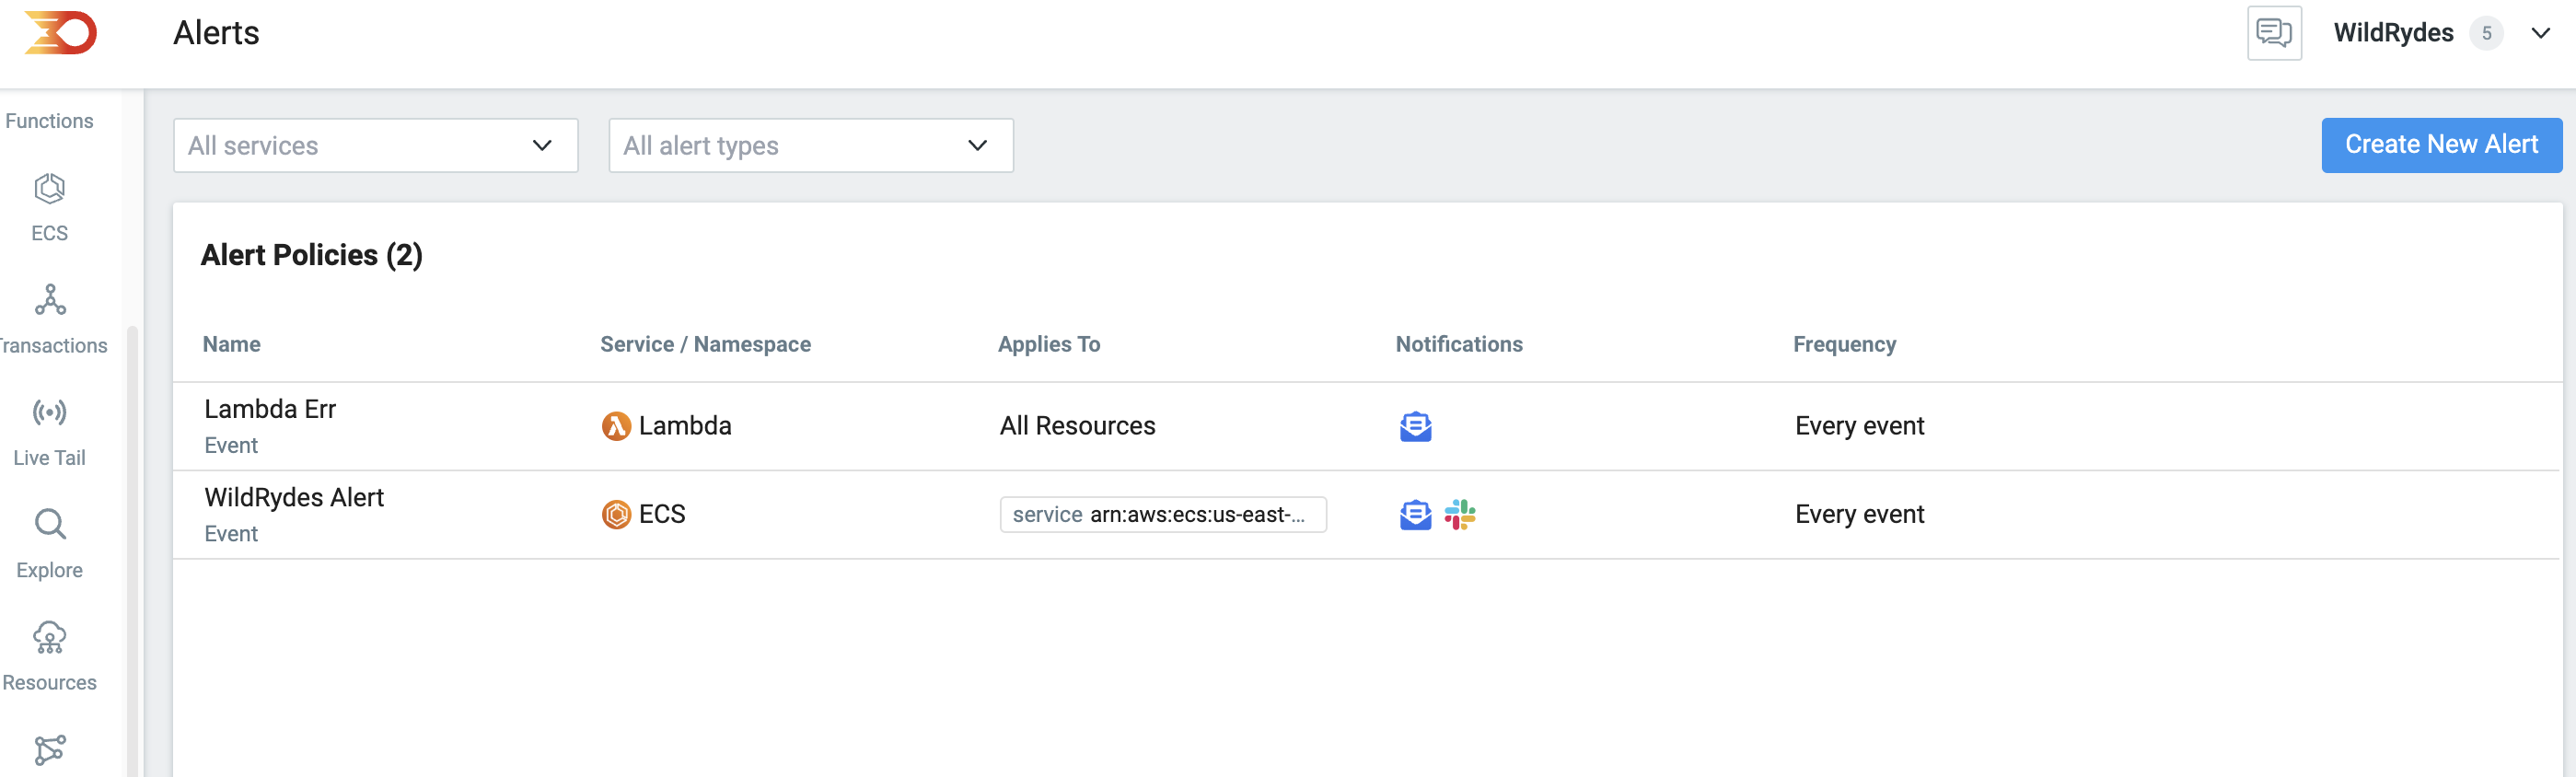 Alerts
WildRydes 5
Functions
ECS
Transactions
Live Tail
Explore
Resources
All services
All alert types
Create New Alert
Alert Policies (2)
Name Service / Namespace Applies To Notifications Frequency
Lambda Err
Event
Lambda
All Resources
Every event
WildRydes Alert
Event
ECS
service arn:aws:ecs:us-east-...
Every event